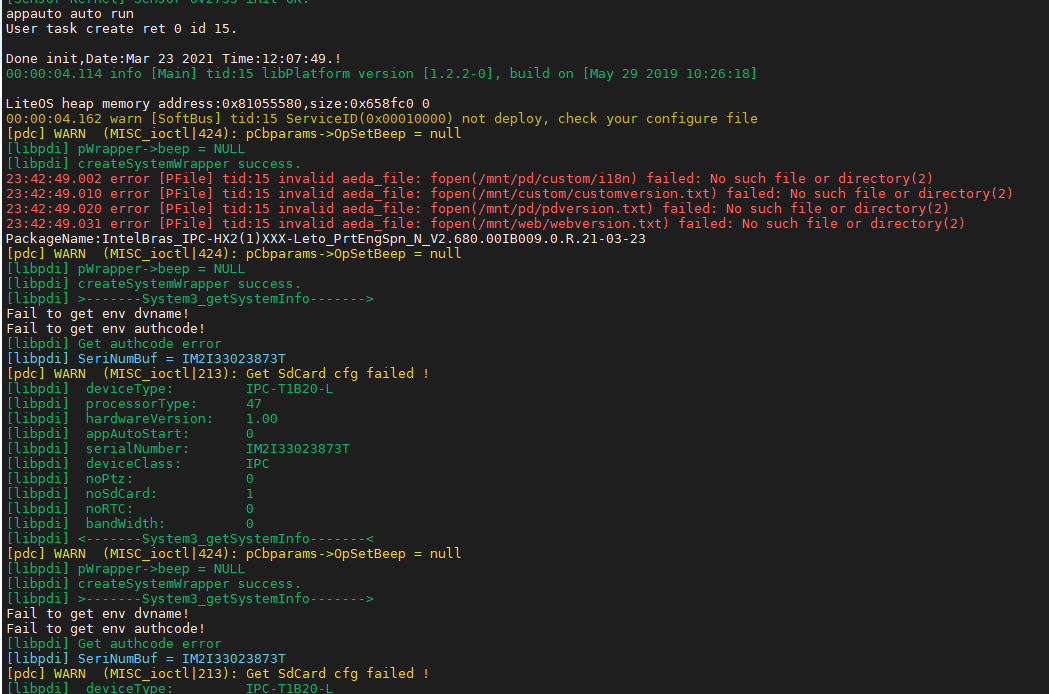 [Sensor Kernel] Sensor ov2735 init OK.
appauto auto run
User task create ret 0 id 15.
Done init,Date:Mar 23 2021 Time:12:07:49.!
00:00:04.114 info [Main] tid:15 libPlatform version [1.2.2-0], build on [May 29 2019 10:26:18]
LiteOS heap memory address:0x81055580,size:0x658fc0 0
00:00:04.162 warn [SoftBus] tid:15 ServiceID(0x00010000) not deploy, check your configure file
[pdc] WARN  (MISC_ioctl|424): pCbparams->OpSetBeep = null
[libpdi] pWrapper->beep = NULL
[libpdi] createSystemWrapper success.
23:42:49.002 error [PFile] tid:15 invalid aeda_file: fopen(/mnt/pd/custom/i18n) failed: No such file or directory(2)
23:42:49.010 error [PFile] tid:15 invalid aeda_file: fopen(/mnt/custom/customversion.txt) failed: No such file or directory(2)
23:42:49.020 error [PFile] tid:15 invalid aeda_file: fopen(/mnt/pd/pdversion.txt) failed: No such file or directory(2)
23:42:49.031 error [PFile] tid:15 invalid aeda_file: fopen(/mnt/web/webversion.txt) failed: No such file or directory(2)
PackageName:IntelBras_IPC-HX2(1)XXX-Leto_PrtEngSpn_N_V2.680.00IB009.0.R.21-03-23
[pdc] WARN  (MISC_ioctl|424): pCbparams->OpSetBeep = null
[libpdi] pWrapper->beep = NULL
[libpdi] createSystemWrapper success.
[libpdi] >-------System3_getSystemInfo------->
Fail to get env dvname!
Fail to get env authcode!
[libpdi] Get authcode error
[libpdi] SeriNumBuf = IM2I33023873T
[pdc] WARN  (MISC_ioctl|213): Get SdCard cfg failed !
[libpdi]  deviceType:         IPC-T1B20-L
[libpdi]  processorType:      47
[libpdi]  hardwareVersion:    1.00
[libpdi]  appAutoStart:       0
[libpdi]  serialNumber:       IM2I33023873T
[libpdi]  deviceClass:        IPC
[libpdi]  noPtz:              0
[libpdi]  noSdCard:           1
[libpdi]  noRTC:              0
[libpdi]  bandWidth:          0
[libpdi] <-------System3_getSystemInfo-------<
[pdc] WARN  (MISC_ioctl|424): pCbparams->OpSetBeep = null
[libpdi] pWrapper->beep = NULL
[libpdi] createSystemWrapper success.
[libpdi] >-------System3_getSystemInfo------->
Fail to get env dvname!
Fail to get env authcode!
[libpdi] Get authcode error
[libpdi] SeriNumBuf = IM2I33023873T
[pdc] WARN  (MISC_ioctl|213): Get SdCard cfg failed !
[libpdi]  deviceType:         IPC-T1B20-L